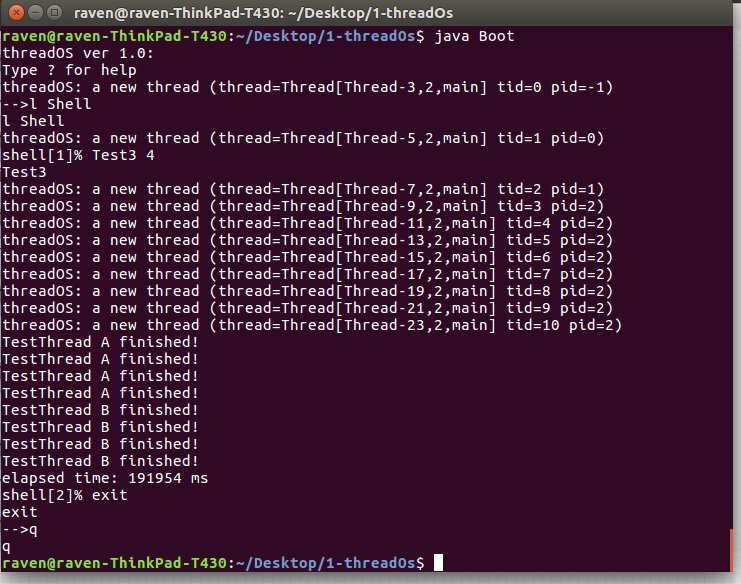 raven@raven-ThinkPad-T430: ~/Desktop/1-threadOs
raven@raven-ThinkPad-T430:~/Desktop/1-threadOs$ java Boot
threadOS ver 1.0:
Type ? for help
threadOS: a new thread (thread=Thread[Thread-3,2,main] tid=0 pid=-1)
-->l Shell
l Shell
threadOS: a new thread (thread=Thread[Thread-5,2,main] tid=1 pid=0)
shell[1]% Test3 4
Test3
threadOS: a new thread (thread=Thread[Thread-7,2,main] tid=2 pid=1)
threadOS: a new thread (thread=Thread[Thread-9,2,main] tid=3 pid=2)
threadOS: a new thread (thread=Thread[Thread-11,2,main] tid=4 pid=2)
threadOS: a new thread (thread=Thread[Thread-13,2,main] tid=5 pid=2)
threadOS: a new thread (thread=Thread[Thread-15,2,main] tid=6 pid=2)
threadOS: a new thread (thread=Thread[Thread-17,2,main] tid=7 pid=2)
threadOS: a new thread (thread=Thread[Thread-19,2,main] tid=8 pid=2)
threadOS: a new thread (thread=Thread[Thread-21,2,main] tid=9 pid=2)
threadOS: a new thread (thread=Thread[Thread-23,2,main] tid=10 pid=2)
TestThread A finished!
TestThread A finished!
TestThread A finished!
TestThread A finished!
TestThread B finished!
TestThread B finished!
TestThread B finished!
TestThread B finished!
elapsed time: 191954 ms
shell[2]% exit
exit
-->q
q
raven@raven-ThinkPad-T430:~/Desktop/1-threadOs$